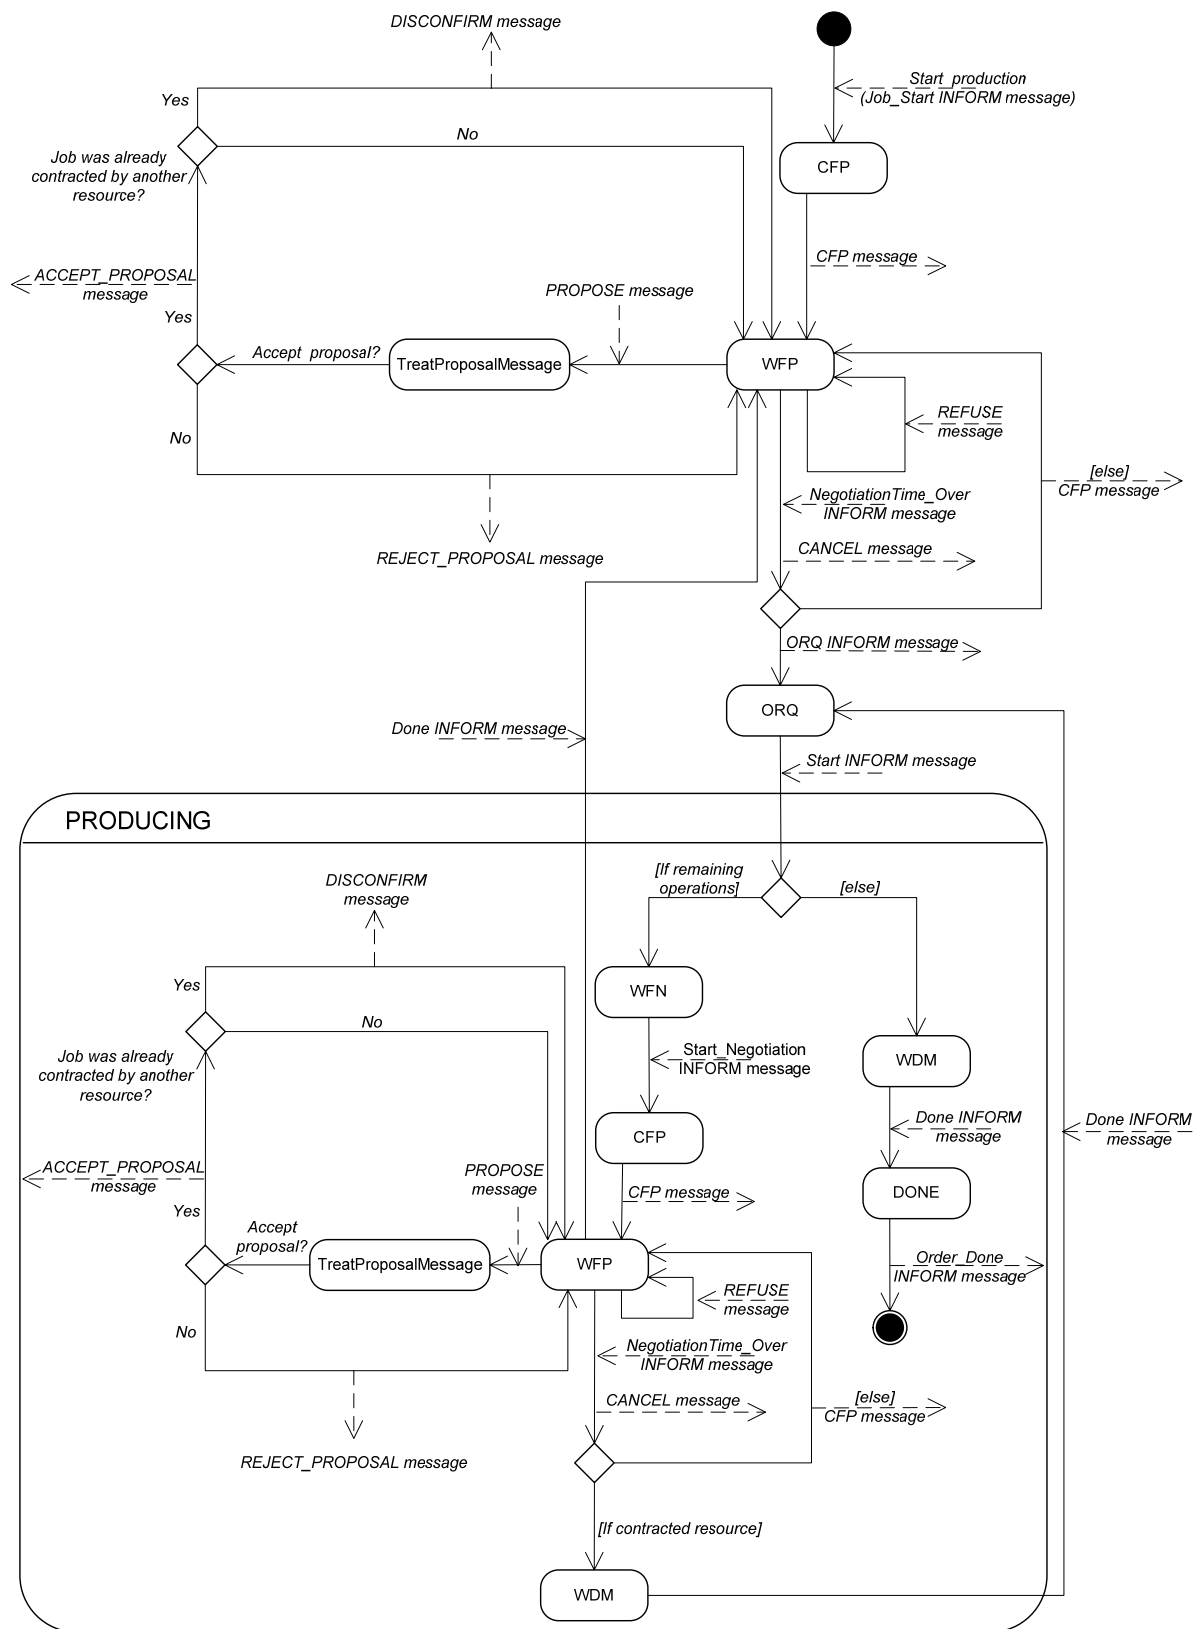 DISCONFIRM message
Start_production
(Job_Start INFORM message)
Yes
No
Job was already
contracted by another
resource?
CFP
CFP message
ACCEPT_PROPOSAL
message
PROPOSE message
Yes
Accept proposal?
TreatProposalMessage
WFP
REFUSE
message
No
[else]
CFP message
NegotiationTime_Over
INFORM message
REJECT_PROPOSAL message
CANCEL message
ORQ INFORM message
ORQ
Done INFORM message
Start INFORM message
PRODUCING
[If remaining
operations]
[else]
DISCONFIRM
message
Yes
WFN
No
Job was already
contracted by another
resource?
Start_Negotiation
INFORM message
WDM
CFP
Done INFORM
message
Done INFORM
message
ACCEPT_PROPOSAL
message
PROPOSE
message
CFP message
DONE
Yes
Accept
proposal?
TreatProposalMessage
WFP
Order_Done
INFORM message
REFUSE
message
No
NegotiationTime_Over
INFORM message
CANCEL message
[else]
CFP message
REJECT_PROPOSAL message
[If contracted resource]
WDM